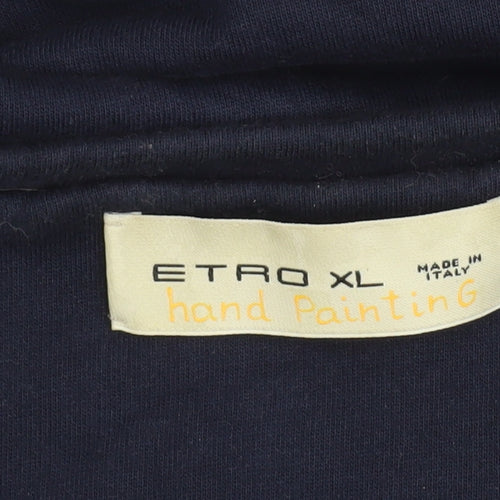 ETRO XL MADE IN
ITALY
hand PaintinG